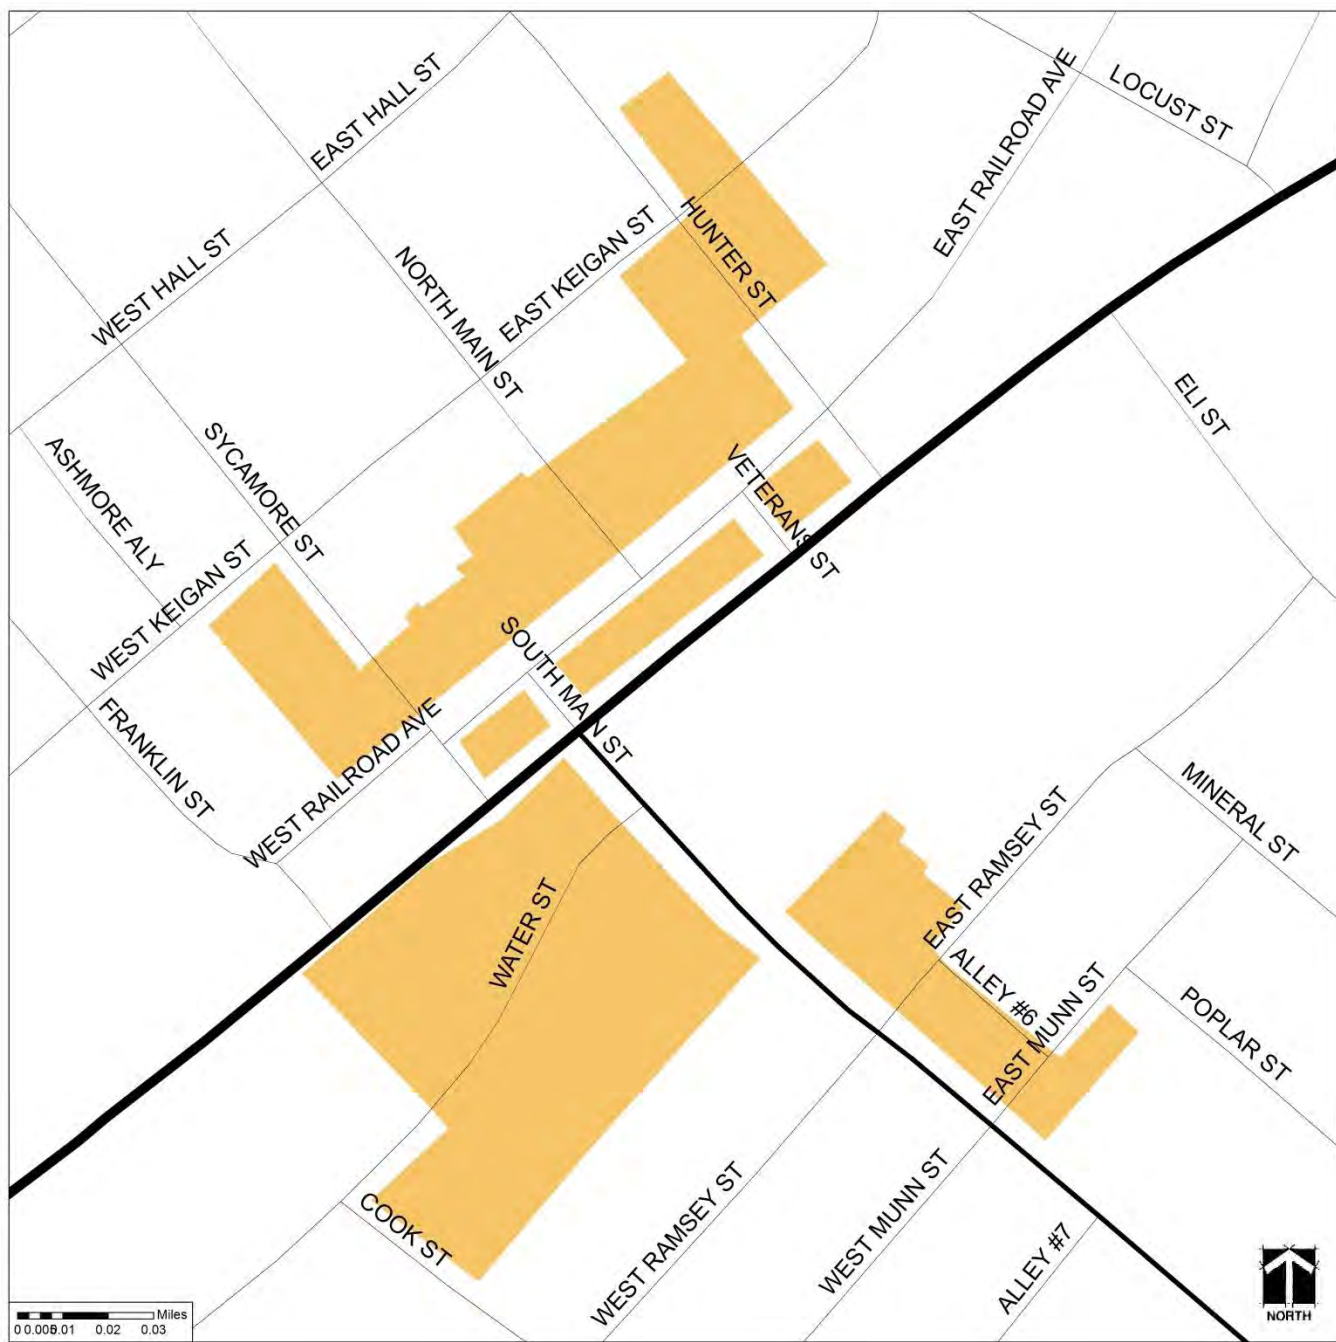 LOCUST ST
EAST RAILROAD AVE
EAST HALL ST
WEST HALL ST
HUNTER ST
EAST KEIGAN ST
NORTH MAIN ST
ELI ST
SYCAMORE ST
ASHMORE ALY
VETERANS ST
WEST KEIGAN ST
SOUTH MAIN ST
FRANKLIN ST
WEST RAILROAD AVE
MINERAL ST
EAST RAMSEY ST
WATER ST
ALLEY #6
EAST MUNN ST
POPLAR ST
COOK ST
WEST RAMSEY ST
WEST MUNN ST
ALLEY #7
Miles
0 0.005 0.01 0.02 0.03
NORTH